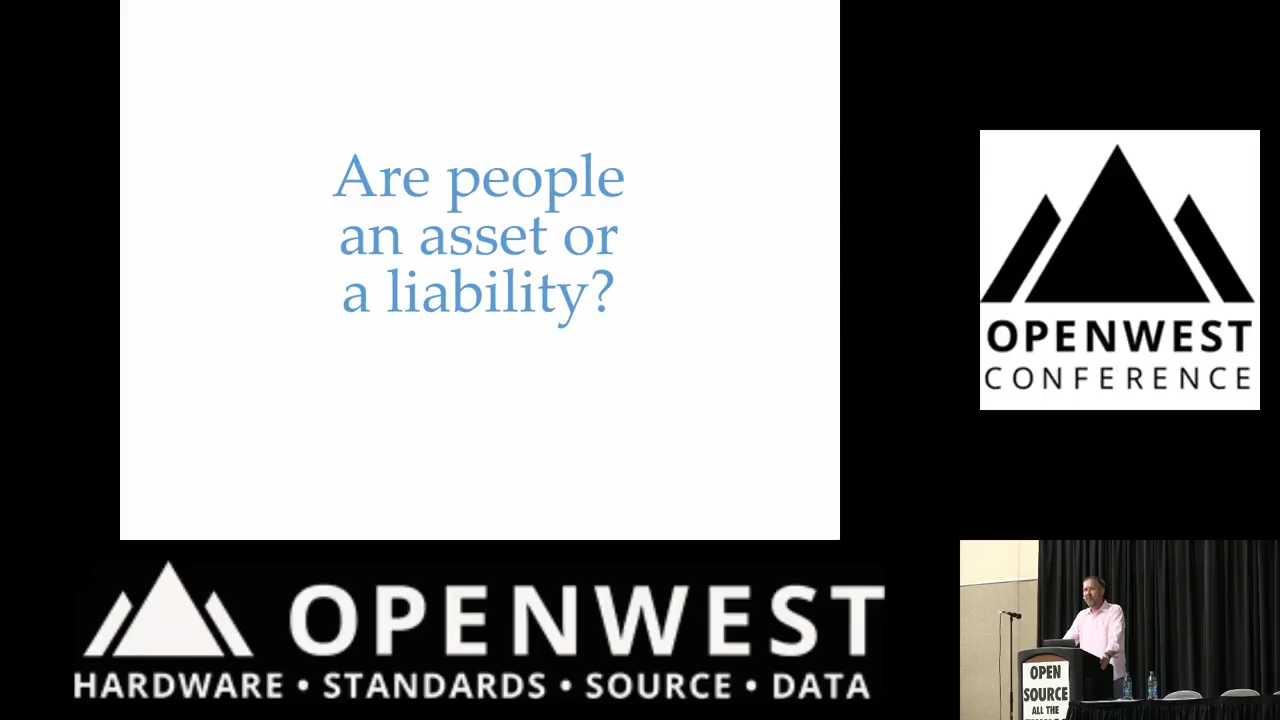 Are people
an asset or
a liability?
OPENWEST
CONFERENCE
OPENWEST
HARDWARE • STANDARDS • SOURCE • DATA
OPEN
SOURCE
ALL THE